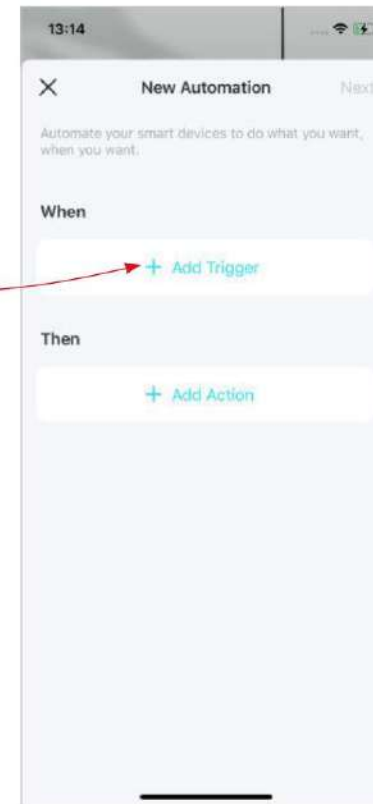 13:14
New Automation
Next
Automate your smart devices to do what you want,
when you want.
When
+ Add Trigger
Then
+ Add Action